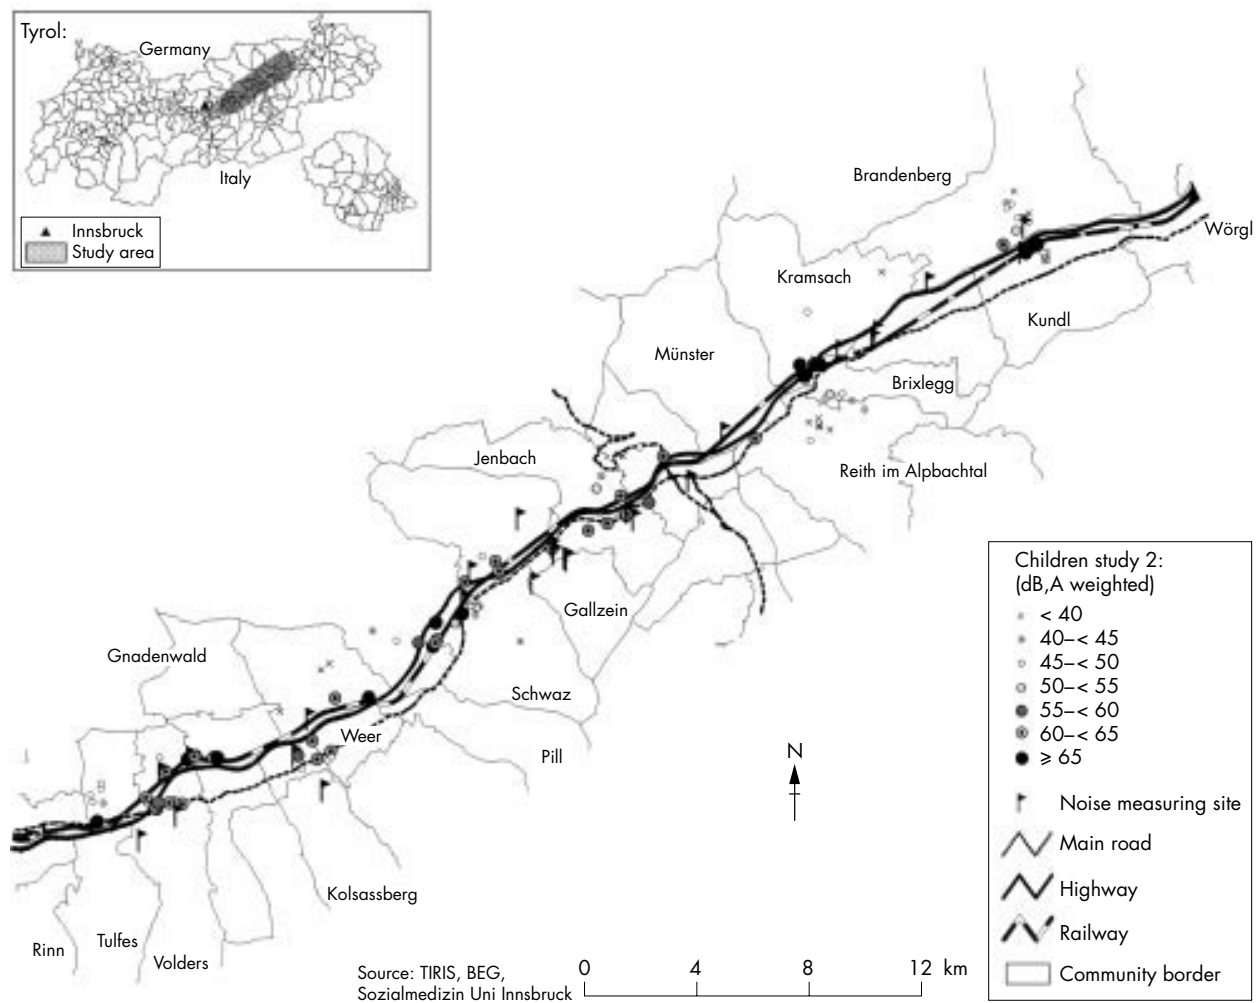 Tyrol:
Germany
Italy
Innsbruck
Study area
Brandenberg
Wörgl
Kramsach
Kundl
Münster
Brixlegg
Jenbach
Reith im Alpbachtal
Gallzein
Gnadenwald
Schwaz
Weer
Pill
N
Kolsassberg
Rinn
Tulfes
Volders
Children study 2:
(dB,A weighted)
< 40
40–< 45
45–< 50
50–< 55
55–< 60
60–< 65
⩾ 65
Noise measuring site
Main road
Highway
Railway
Community border
Source: TIRIS, BEG,
Sozialmedizin Uni Innsbruck
0 4 8 12 km